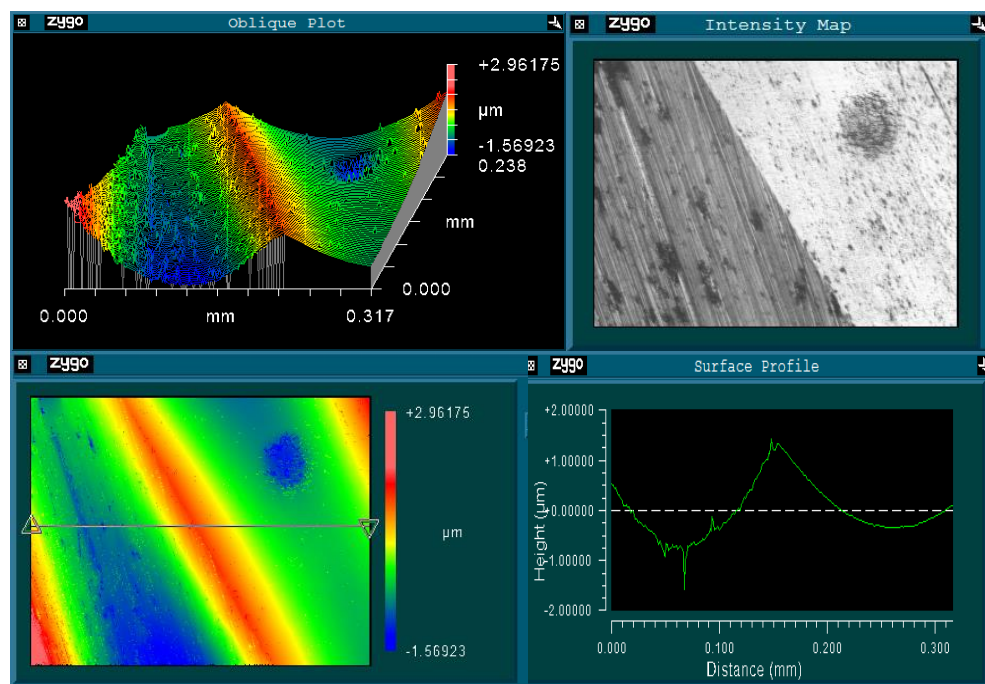 zygo
Oblique Plot
+2.96175
µm
-1.56923
0.238
mm
0.000
0.000
mm
0.317
zygo
Intensity Map
zygo
+2.96175
µm
-1.56923
zygo
Surface Profile
+2.00000
+1.00000
+0.00000
-1.00000
-2.00000
Height (µm)
0.000
0.100
0.200
0.300
Distance (mm)